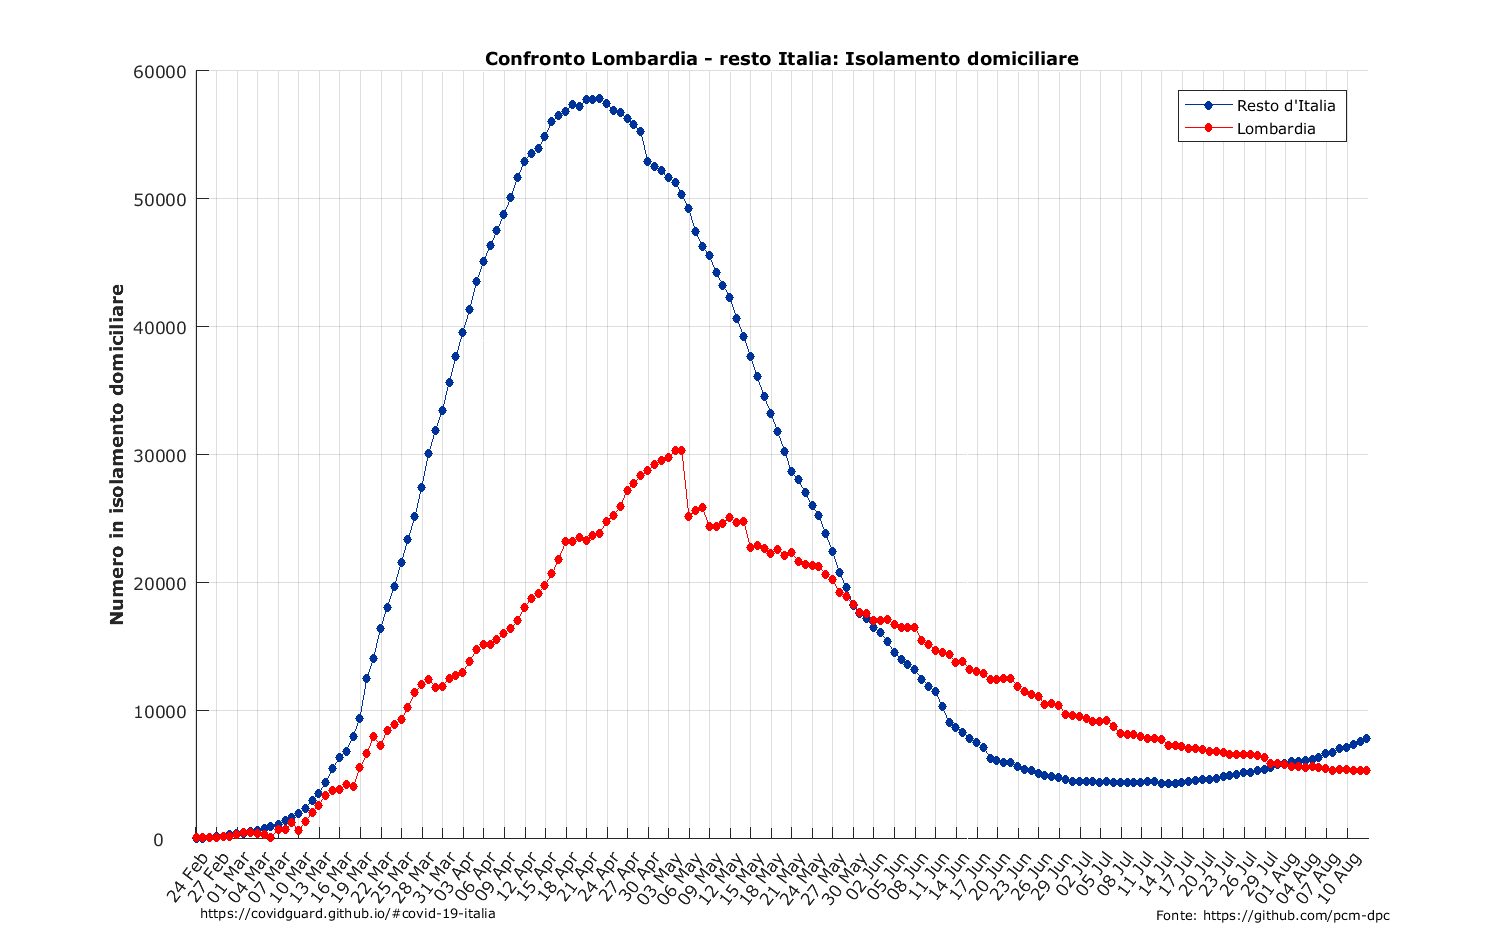 Confronto Lombardia - resto Italia: Isolamento domiciliare
60000
50000
40000
30000
20000
10000
0
Numero in isolamento domiciliare
Resto d'Italia
Lombardia
24 Feb
27 Feb
01 Mar
04 Mar
07 Mar
10 Mar
13 Mar
16 Mar
19 Mar
22 Mar
25 Mar
28 Mar
31 Mar
03 Apr
06 Apr
09 Apr
12 Apr
15 Apr
18 Apr
21 Apr
24 Apr
27 Apr
30 Apr
03 May
06 May
09 May
12 May
15 May
18 May
21 May
24 May
27 May
30 May
02 Jun
05 Jun
08 Jun
11 Jun
14 Jun
17 Jun
20 Jun
23 Jun
26 Jun
29 Jun
02 Jul
05 Jul
08 Jul
11 Jul
14 Jul
17 Jul
20 Jul
23 Jul
26 Jul
29 Jul
01 Aug
04 Aug
07 Aug
10 Aug
https://covidguard.github.io/#covid-19-italia
Fonte: https://github.com/pcm-dpc